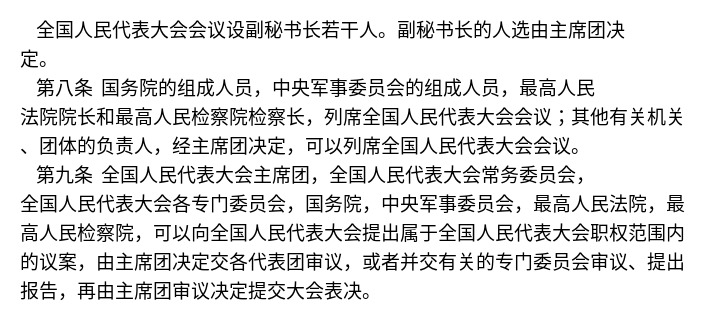 全国人民代表大会会议设副秘书长若干人。副秘书长的人选由主席团决
定。
第八条 国务院的组成人员，中央军事委员会的组成人员，最高人民
法院院长和最高人民检察院检察长，列席全国人民代表大会会议；其他有关机关
、团体的负责人，经主席团决定，可以列席全国人民代表大会会议。
第九条 全国人民代表大会主席团，全国人民代表大会常务委员会，
全国人民代表大会各专门委员会，国务院，中央军事委员会，最高人民法院，最
高人民检察院，可以向全国人民代表大会提出属于全国人民代表大会职权范围内
的议案，由主席团决定交各代表团审议，或者并交有关的专门委员会审议、提出
报告，再由主席团审议决定提交大会表决。